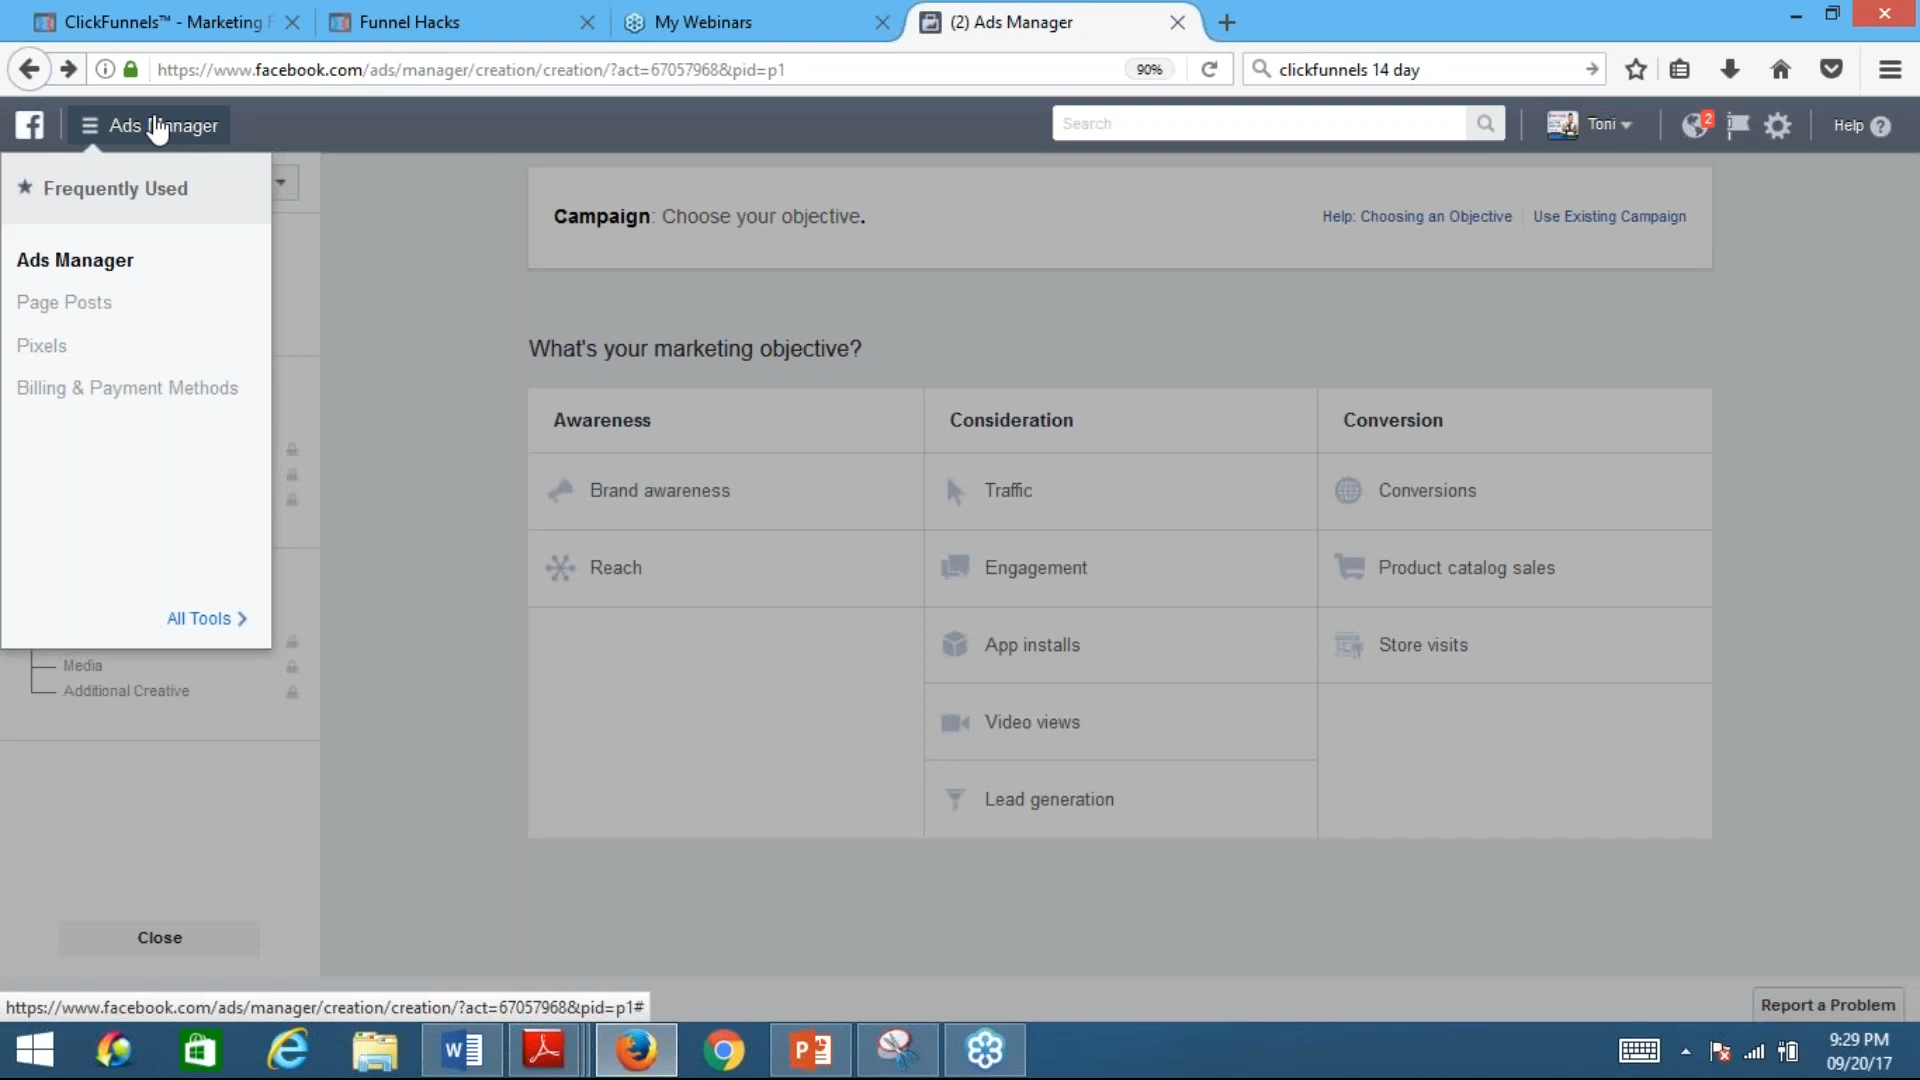 ClickFunnels™ - Marketing F
Funnel Hacks
My Webinars
(2) Ads Manager
https://www.facebook.com/ads/manager/creation/creation/?act=67057968&pid=p1
90%
clickfunnels 14 day
Ads Manager
Search
Toni
2
Help
Frequently Used
Ads Manager
Page Posts
Pixels
Billing & Payment Methods
All Tools
Media
Additional Creative
Close
Campaign: Choose your objective.
Help: Choosing an Objective
Use Existing Campaign
What's your marketing objective?
Awareness
Consideration
Conversion
Brand awareness
Traffic
Conversions
Reach
Engagement
Product catalog sales
App installs
Store visits
Video views
Lead generation
https://www.facebook.com/ads/manager/creation/creation/?act=67057968&pid=p1#
Report a Problem
9:29 PM
09/20/17